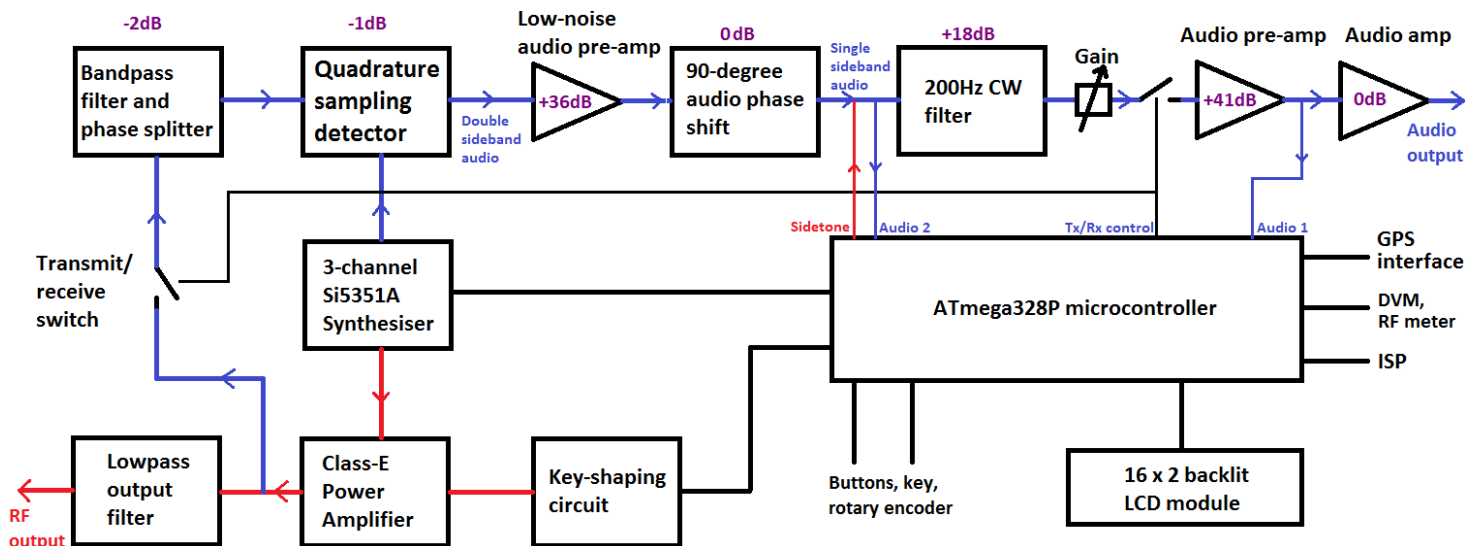 -2dB
Bandpass
filter and
phase splitter
-1dB
Quadrature
sampling
detector
Double
sideband
audio
Low-noise
audio pre-amp
+36dB
0dB
90-degree
audio phase
shift
Single
sideband
audio
+18dB
200Hz CW
filter
Gain
Audio pre-amp
+41dB
Audio amp
0dB
Audio
output
Transmit/
receive
switch
3-channel
Si5351A
Synthesiser
Sidetone
Audio 2
Tx/Rx control
Audio 1
ATmega328P microcontroller
GPS
interface
DVM,
RF meter
ISP
RF
output
Lowpass
output
filter
Class-E
Power
Amplifier
Key-shaping
circuit
Buttons, key,
rotary encoder
16 x 2 backlit
LCD module